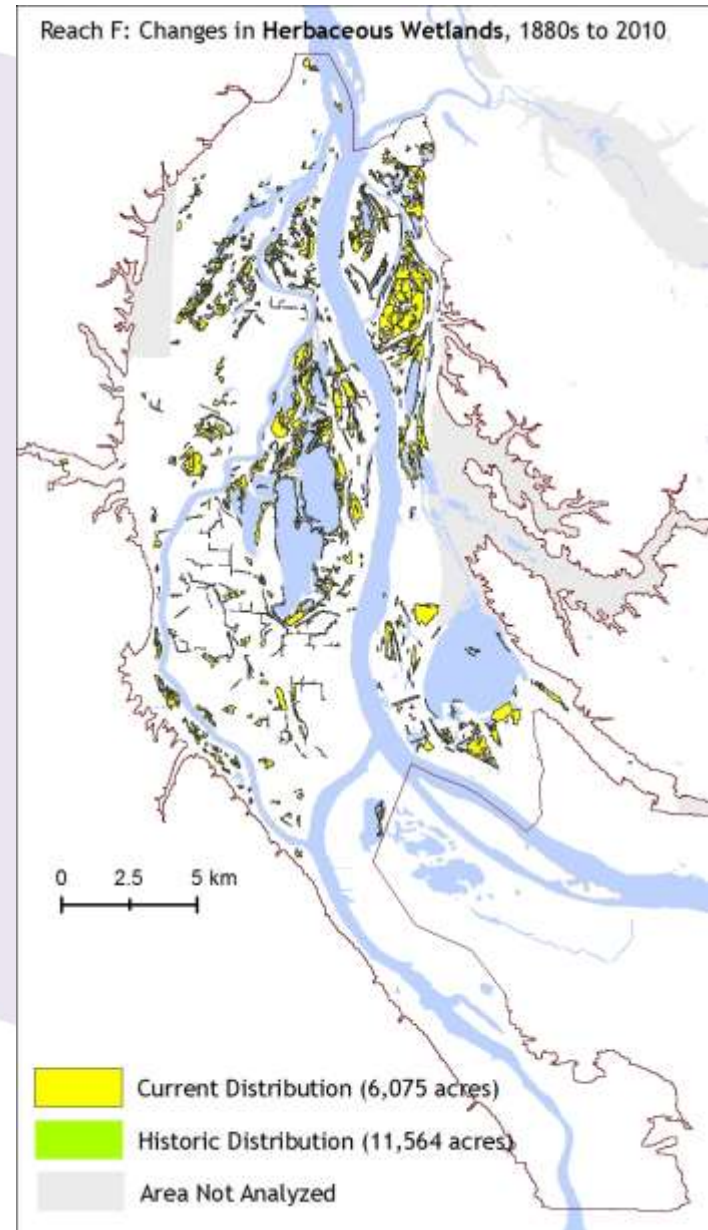 Reach F: Changes in Herbaceous Wetlands, 1880s to 2010
0 2.5 5 km
Current Distribution (6,075 acres)
Historic Distribution (11,564 acres)
Area Not Analyzed